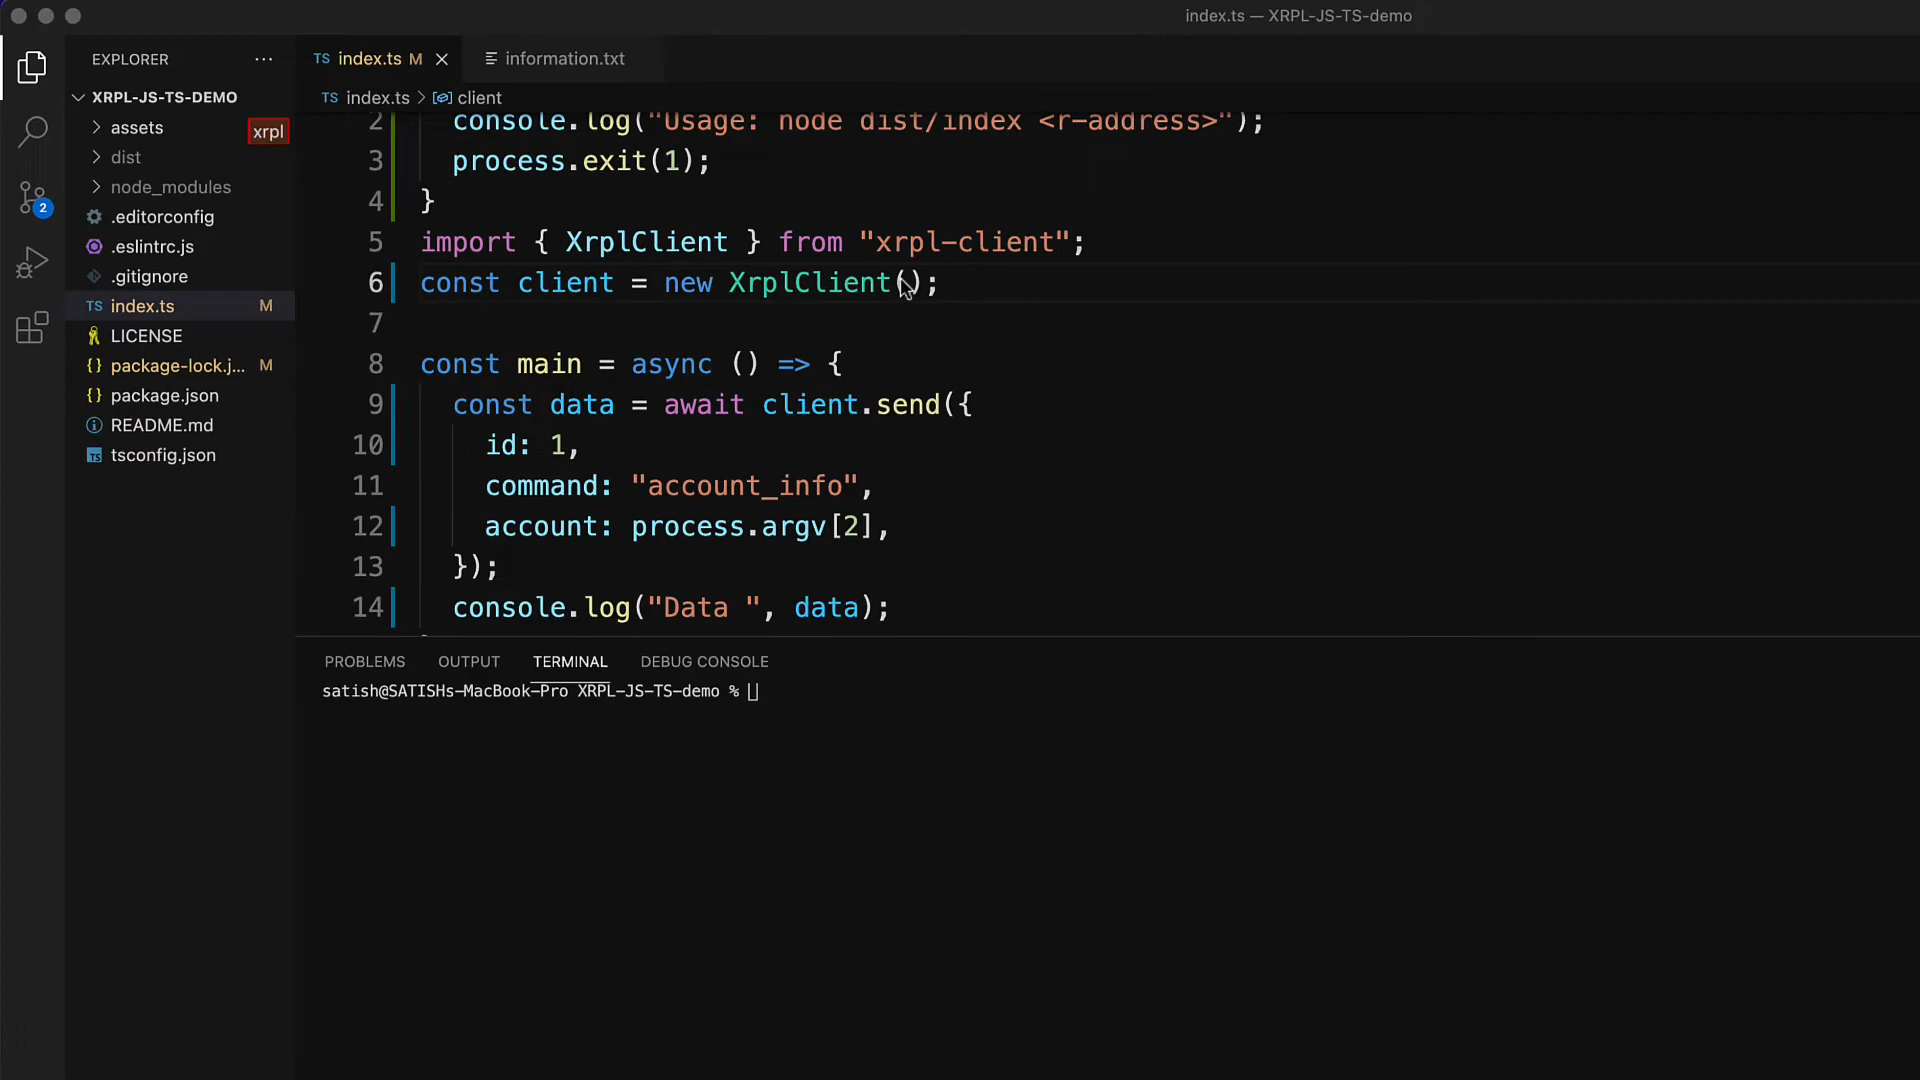 index.ts — XRPL-JS-TS-demo
EXPLORER
XRPL-JS-TS-DEMO
assets
xrpl
dist
node_modules
.editorconfig
.eslintrc.js
.gitignore
TS index.ts M
LICENSE
{} package-lock.j... M
{} package.json
README.md
TS tsconfig.json
2
TS index.ts M
information.txt
TS index.ts > client
2 console.log("Usage: node dist/index <r-address>");
3 process.exit(1);
4 }
5 import { XrplClient } from "xrpl-client";
6 const client = new XrplClient();
7
8 const main = async () => {
9 const data = await client.send({
10 id: 1,
11 command: "account_info",
12 account: process.argv[2],
13 });
14 console.log("Data ", data);
PROBLEMS OUTPUT TERMINAL DEBUG CONSOLE
satish@SATISHs-MacBook-Pro XRPL-JS-TS-demo %